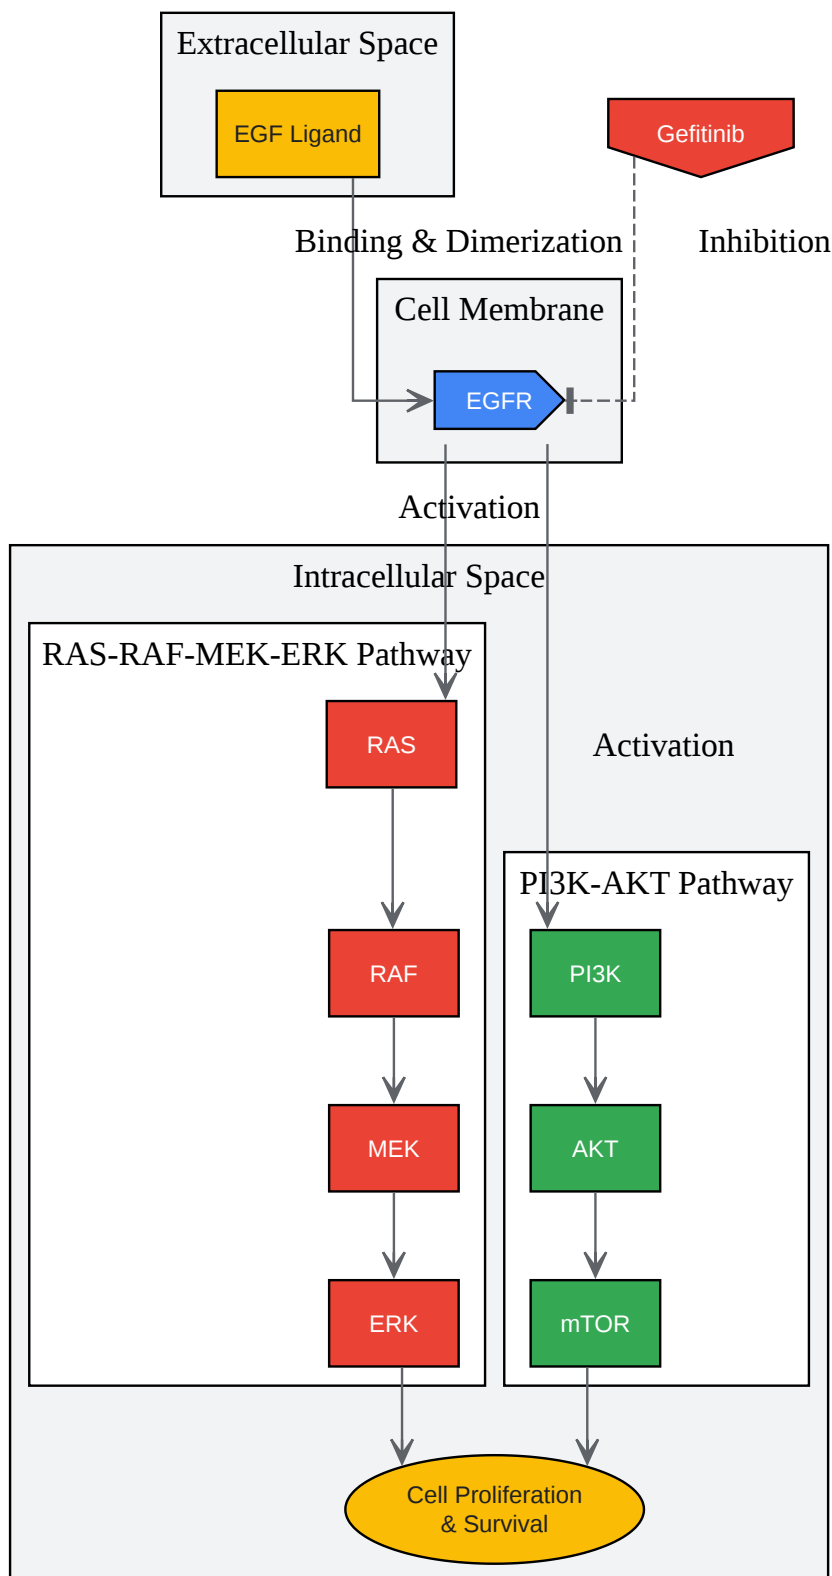 Extracellular Space
EGF Ligand
Gefitinib
Binding & Dimerization
Inhibition
Cell Membrane
EGFR
Activation
Intracellular Space
RAS-RAF-MEK-ERK Pathway
RAS
Activation
PI3K-AKT Pathway
RAF
PI3K
MEK
AKT
ERK
mTOR
Cell Proliferation
& Survival